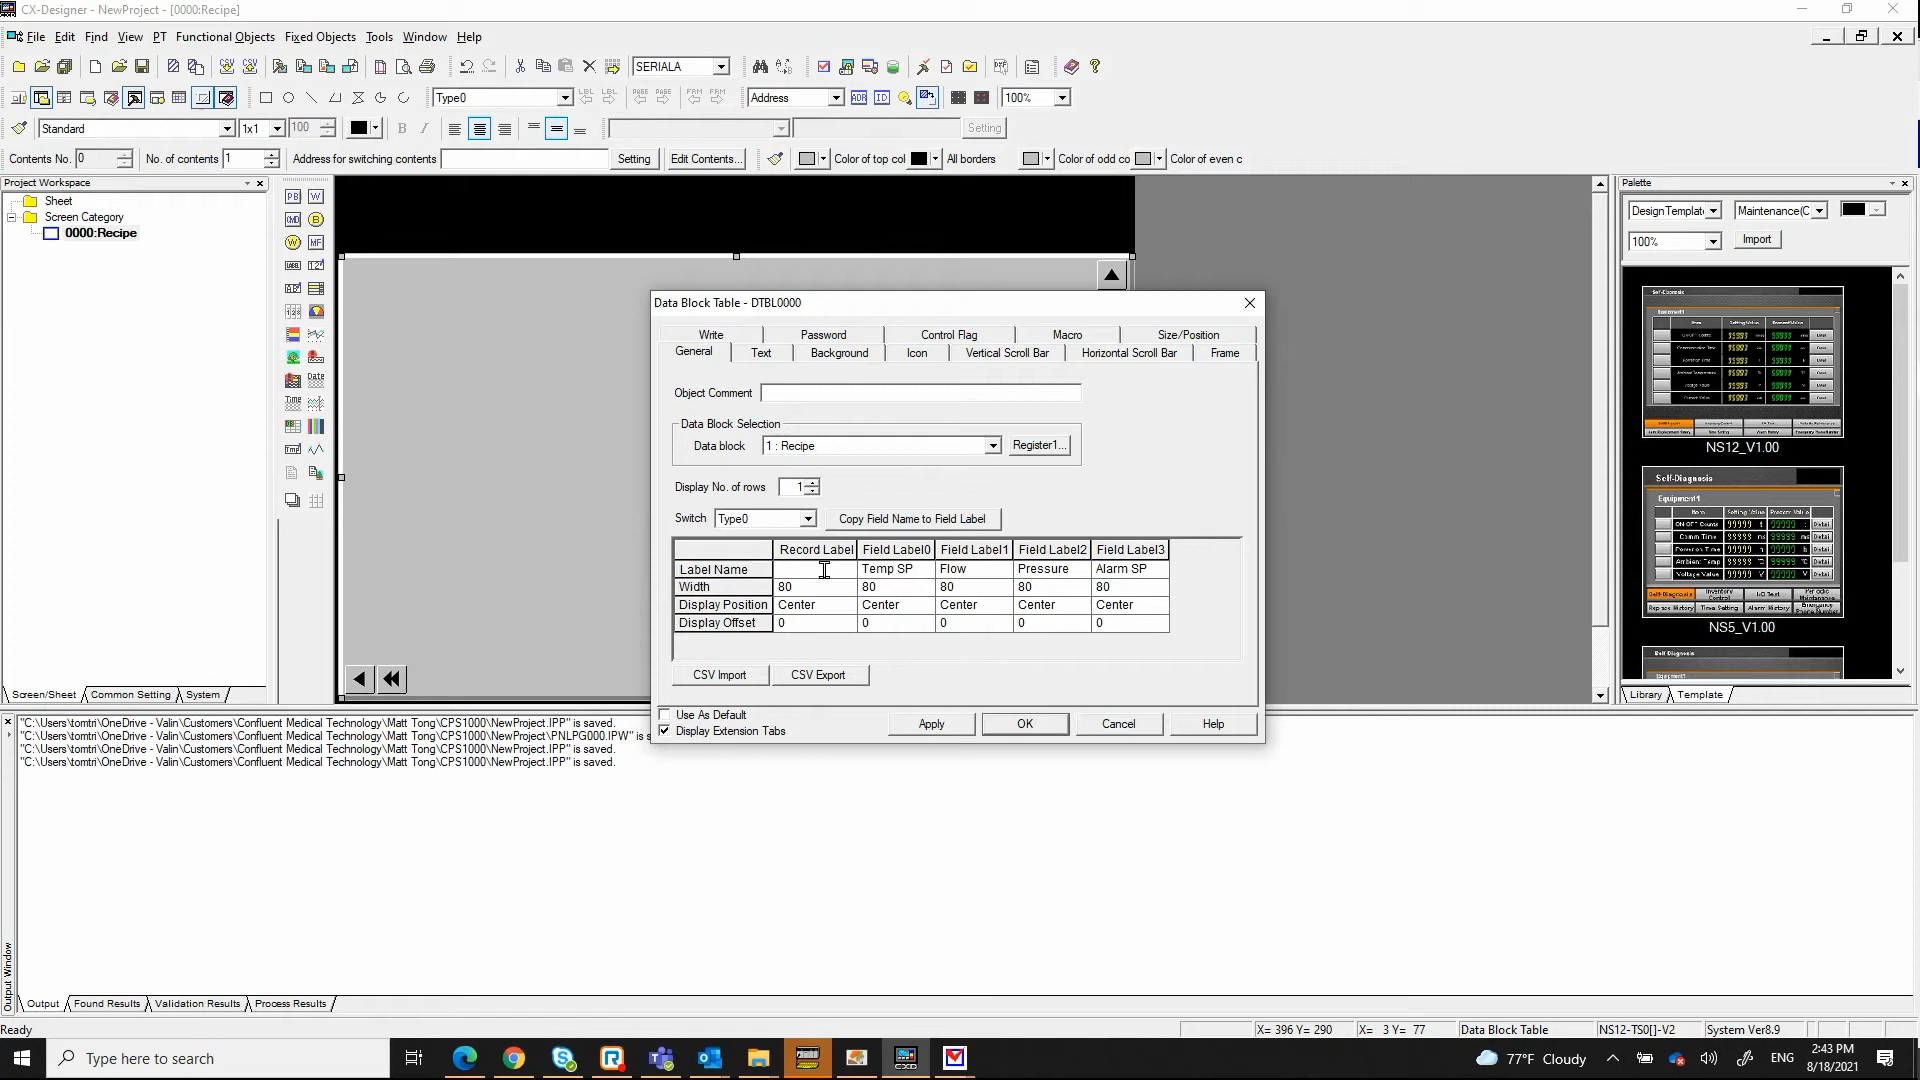 CX-Designer - NewProject - [0000:Recipe]
File Edit Find View PT Functional Objects Fixed Objects Tools Window Help
SERIALA
Type0 Address ADR ID 100%
Standard 1x1 100 B I Setting
Contents No. 0 No. of contents 1 Address for switching contents Setting Edit Contents... Color of top col All borders Color of odd co Color of even c
Project Workspace
Sheet
Screen Category
0000:Recipe
Screen/Sheet Common Setting System
Data Block Table - DTBL0000
Write Password Control Flag Macro Size/Position
General Text Background Icon Vertical Scroll Bar Horizontal Scroll Bar Frame
Object Comment
Data Block Selection
Data block 1 : Recipe Register1...
Display No. of rows 1
Switch Type0 Copy Field Name to Field Label
Record Label Field Label0 Field Label1 Field Label2 Field Label3
Label Name Temp SP Flow Pressure Alarm SP
Width 80 80 80 80 80
Display Position Center Center Center Center Center
Display Offset 0 0 0 0 0
CSV Import CSV Export
Use As Default
Display Extension Tabs
Apply OK Cancel Help
Palette
DesignTemplat Maintenance(C
100% Import
NS12_V1.00
Self-Diagnosis
Equipment1
NS5_V1.00
Library Template
"C:\Users\tomtri\OneDrive - Valin\Customers\Confluent Medical Technology\Matt Tong\CPS1000\NewProject.IPP" is saved.
"C:\Users\tomtri\OneDrive - Valin\Customers\Confluent Medical Technology\Matt Tong\CPS1000\NewProject\PNLPG000.IPW" is s
"C:\Users\tomtri\OneDrive - Valin\Customers\Confluent Medical Technology\Matt Tong\CPS1000\NewProject.IPP" is saved.
"C:\Users\tomtri\OneDrive - Valin\Customers\Confluent Medical Technology\Matt Tong\CPS1000\NewProject.IPP" is saved.
Output Window
Output Found Results Validation Results Process Results
Ready X= 396 Y= 290 X= 3 Y= 77 Data Block Table NS12-TS0[]-V2 System Ver8.9
Type here to search
77°F Cloudy ENG
2:43 PM
8/18/2021